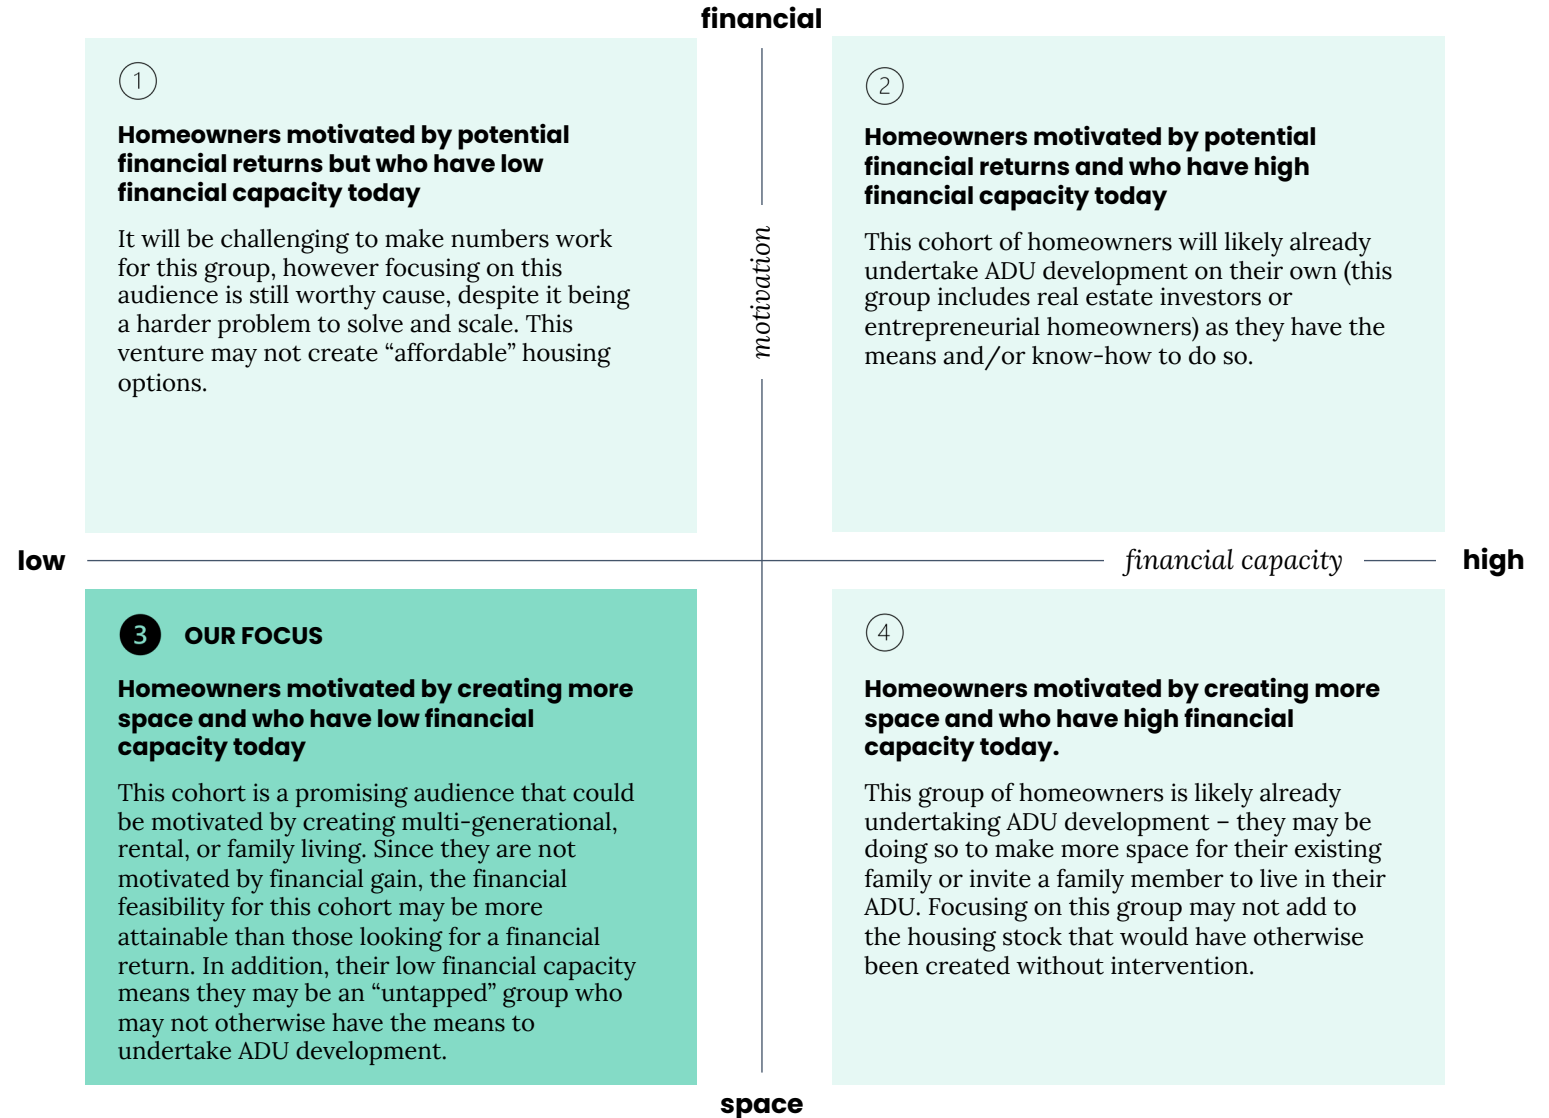 financial
1
Homeowners motivated by potential
financial returns but who have low
financial capacity today
It will be challenging to make numbers work
for this group, however focusing on this
audience is still worthy cause, despite it being
a harder problem to solve and scale. This
venture may not create “affordable” housing
options.
motivation
2
Homeowners motivated by potential
financial returns and who have high
financial capacity today
This cohort of homeowners will likely already
undertake ADU development on their own (this
group includes real estate investors or
entrepreneurial homeowners) as they have the
means and/or know-how to do so.
low
financial capacity
high
3 OUR FOCUS
Homeowners motivated by creating more
space and who have low financial
capacity today
This cohort is a promising audience that could
be motivated by creating multi-generational,
rental, or family living. Since they are not
motivated by financial gain, the financial
feasibility for this cohort may be more
attainable than those looking for a financial
return. In addition, their low financial capacity
means they may be an “untapped” group who
may not otherwise have the means to
undertake ADU development.
4
Homeowners motivated by creating more
space and who have high financial
capacity today.
This group of homeowners is likely already
undertaking ADU development – they may be
doing so to make more space for their existing
family or invite a family member to live in their
ADU. Focusing on this group may not add to
the housing stock that would have otherwise
been created without intervention.
space